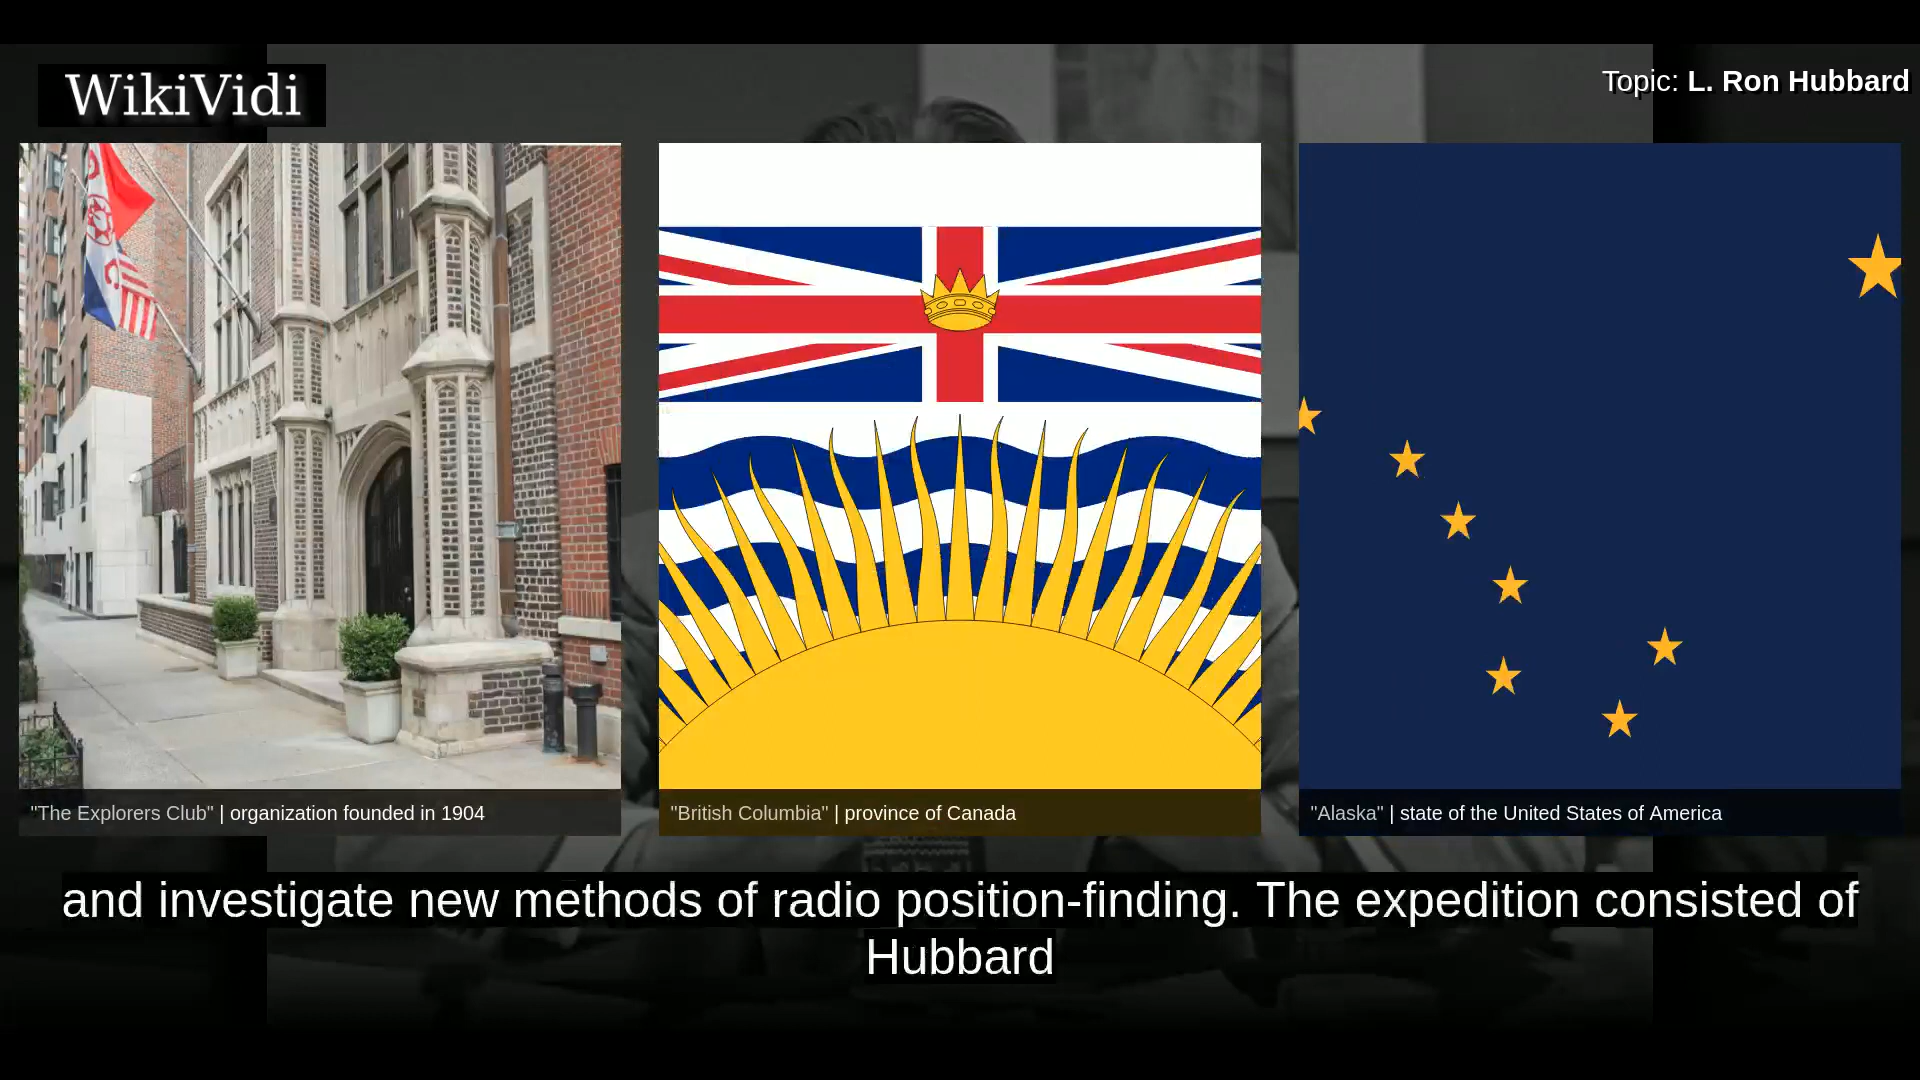 WikiVidi
Topic: L. Ron Hubbard
"The Explorers Club" | organization founded in 1904
"British Columbia" | province of Canada
"Alaska" | state of the United States of America
and investigate new methods of radio position-finding. The expedition consisted of
Hubbard